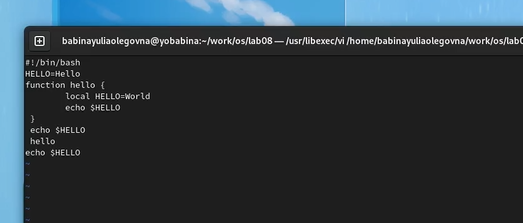 babinayuliaolegovna@yobabina:~/work/os/lab08 — /usr/libexec/vi /home/babinayuliaolegovna/work/os/lab0
#!/bin/bash
HELLO=Hello
function hello {
        local HELLO=World
        echo $HELLO
 }
 echo $HELLO
 hello
echo $HELLO
~
~
~
~
~